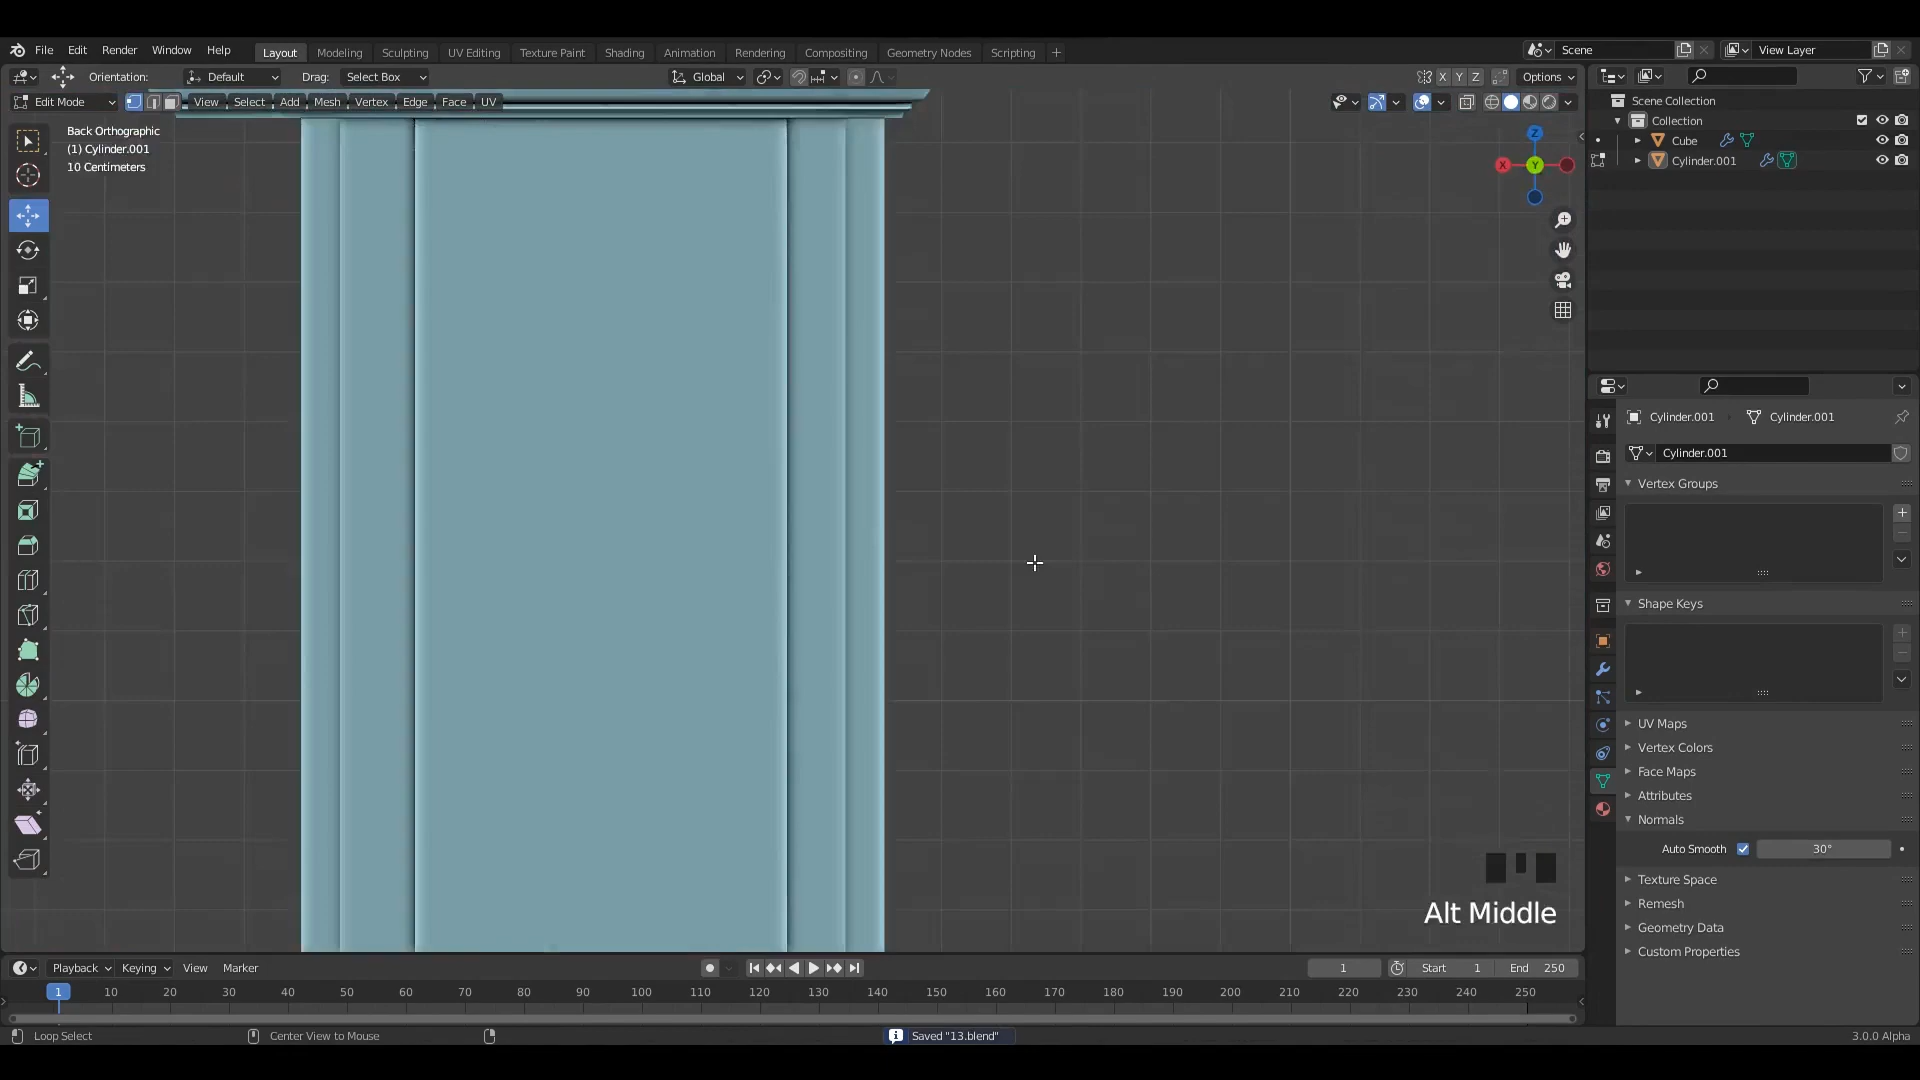 File Edit Render Window Help Layout Modeling Sculpting UV Editing Texture Paint Shading Animation Rendering Compositing Geometry Nodes Scripting + Scene View Layer
Orientation: Default Drag: Select Box Global X Y Z Options
Edit Mode View Select Add Mesh Vertex Edge Face UV
Scene Collection
Collection
Cube
Cylinder.001
Back Orthographic
(1) Cylinder.001
10 Centimeters
Z
X
Y
Cylinder.001 Cylinder.001
Cylinder.001
Vertex Groups
Shape Keys
UV Maps
Vertex Colors
Face Maps
Attributes
Normals
Auto Smooth 30°
Texture Space
Remesh
Geometry Data
Custom Properties
Alt Middle
Playback Keying View Marker 1 Start 1 End 250
1 10 20 30 40 50 60 70 80 90 100 110 120 130 140 150 160 170 180 190 200 210 220 230 240 250
Loop Select Center View to Mouse Saved "13.blend" 3.0.0 Alpha